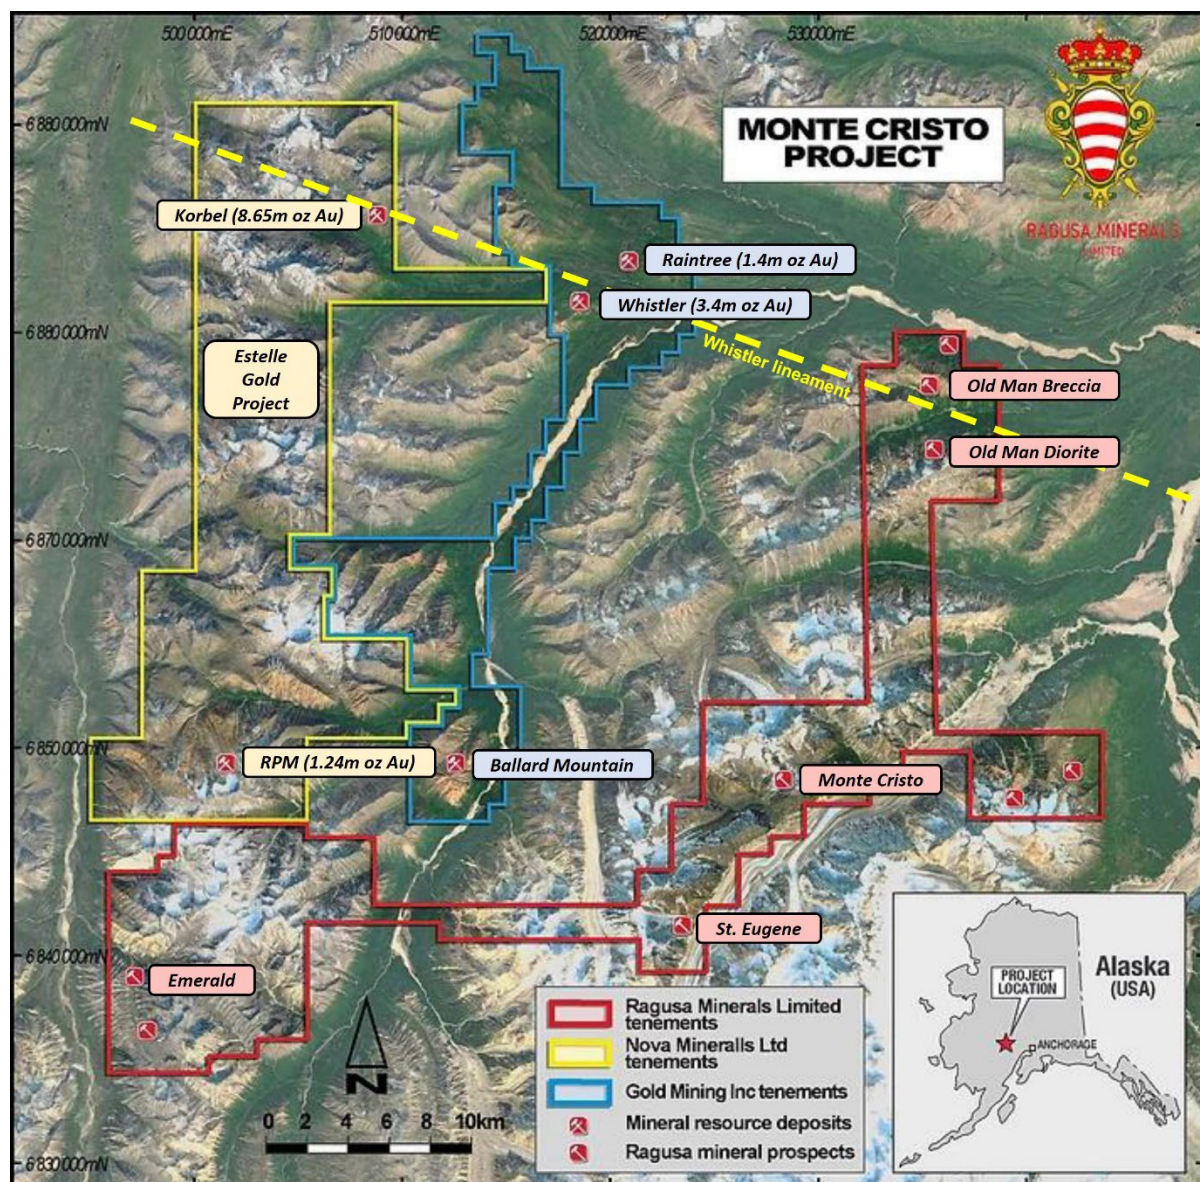 500000mE
510000mE
520000mE
530000mE
6880000mN
MONTE CRISTO
PROJECT
RAGUSA MINERALS
LIMITED
Korbel (8.65m oz Au)
Raintree (1.4m oz Au)
Whistler (3.4m oz Au)
6880000mN
Whistler lineament
Estelle
Gold
Project
Old Man Breccia
Old Man Diorite
6870000mN
6850000mN
RPM (1.24m oz Au)
Ballard Mountain
Monte Cristo
St. Eugene
6840000mN
Emerald
N
0 2 4 6 8 10km
6830000mN
Ragusa Minerals Limited
tenements
Nova Mineralls Ltd
tenements
Gold Mining Inc tenements
Mineral resource deposits
Ragusa mineral prospects
PROJECT
LOCATION
Alaska
(USA)
ANCHORAGE